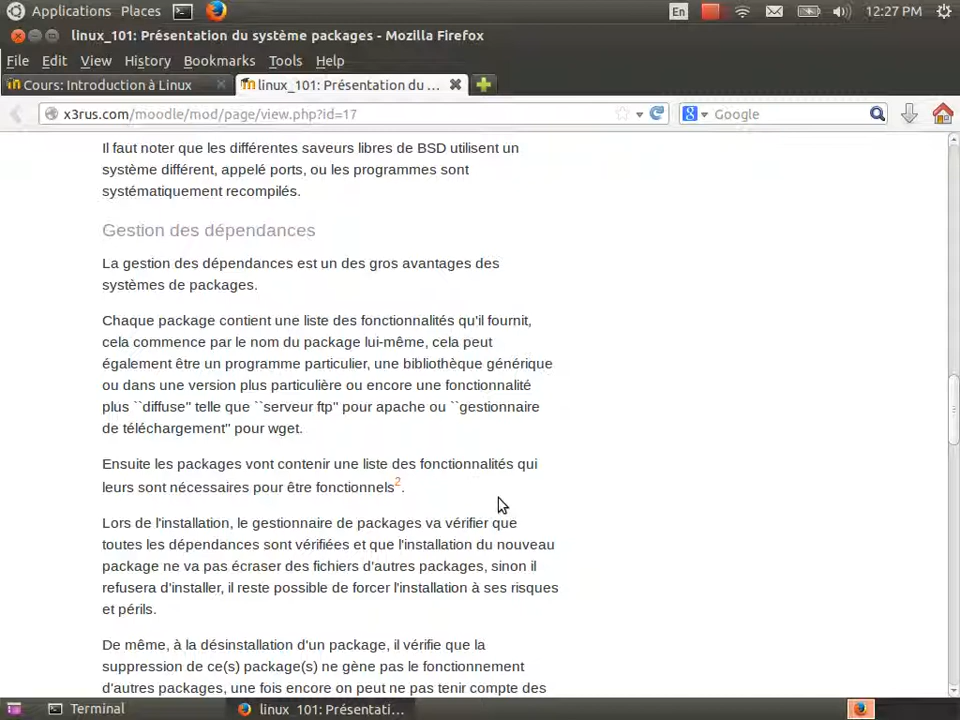 Applications Places En 12:27 PM
linux_101: Présentation du système packages - Mozilla Firefox
File Edit View History Bookmarks Tools Help
Cours: Introduction à Linux linux_101: Présentation du ...
x3rus.com/moodle/mod/page/view.php?id=17 Google
Il faut noter que les différentes saveurs libres de BSD utilisent un
système différent, appelé ports, ou les programmes sont
systématiquement recompilés.
Gestion des dépendances
La gestion des dépendances est un des gros avantages des
systèmes de packages.
Chaque package contient une liste des fonctionnalités qu'il fournit,
cela commence par le nom du package lui-même, cela peut
également être un programme particulier, une bibliothèque générique
ou dans une version plus particulière ou encore une fonctionnalité
plus ``diffuse'' telle que ``serveur ftp'' pour apache ou ``gestionnaire
de téléchargement'' pour wget.
Ensuite les packages vont contenir une liste des fonctionnalités qui
leurs sont nécessaires pour être fonctionnels2.
Lors de l'installation, le gestionnaire de packages va vérifier que
toutes les dépendances sont vérifiées et que l'installation du nouveau
package ne va pas écraser des fichiers d'autres packages, sinon il
refusera d'installer, il reste possible de forcer l'installation à ses risques
et périls.
De même, à la désinstallation d'un package, il vérifie que la
suppression de ce(s) package(s) ne gène pas le fonctionnement
d'autres packages, une fois encore on peut ne pas tenir compte des
Terminal linux_101: Présentati...